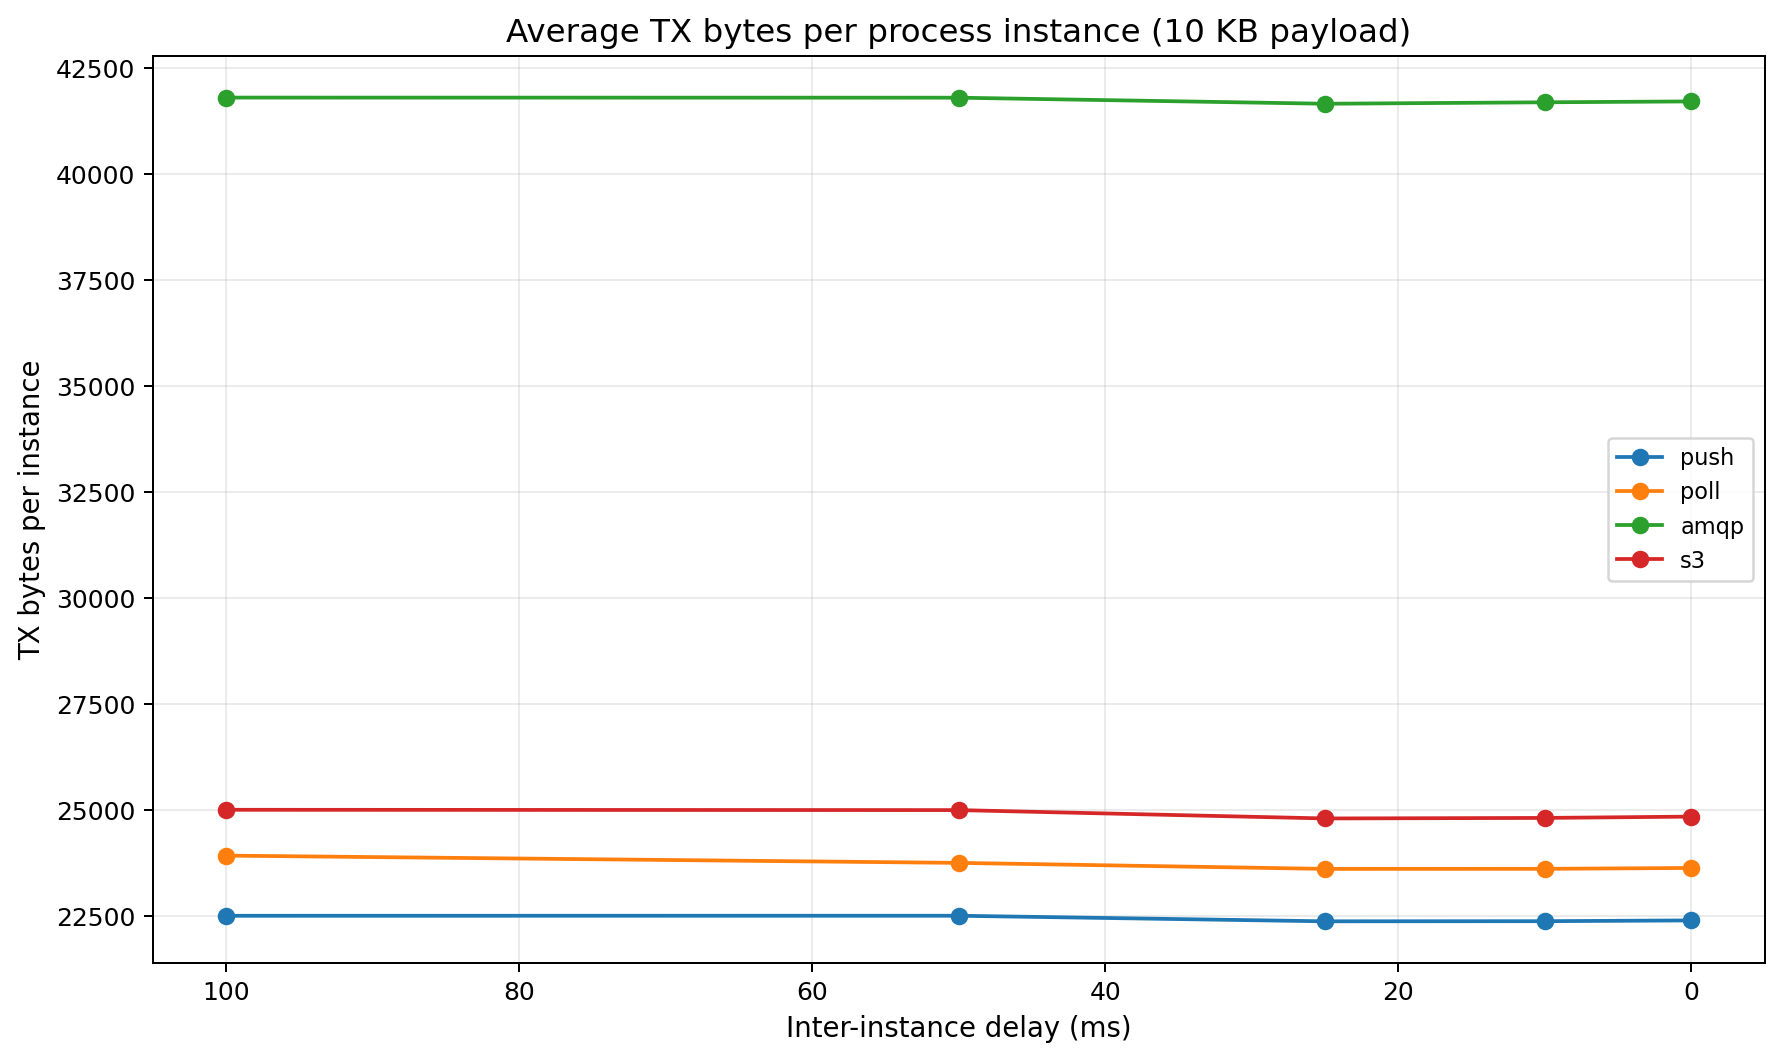 Average TX bytes per process instance (10 KB payload)
TX bytes per instance
42500
40000
37500
35000
32500
30000
27500
25000
22500
push
poll
amqp
s3
100
80
60
40
20
0
Inter-instance delay (ms)